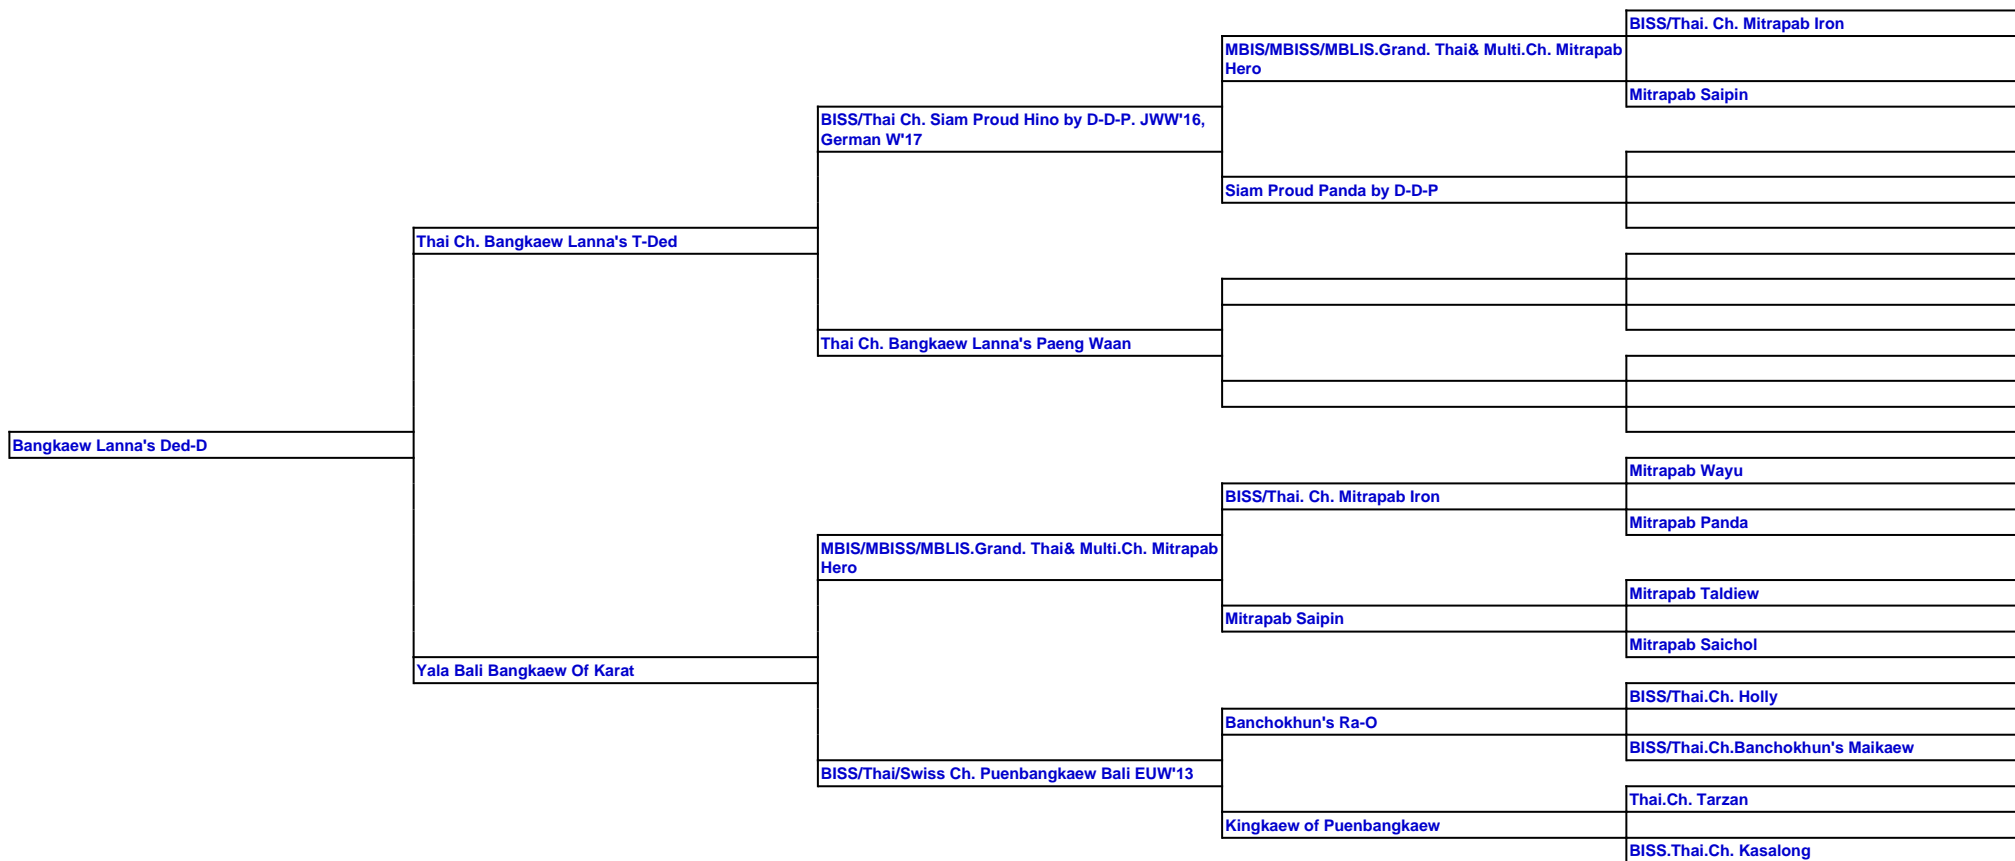 BISS/Thai. Ch. Mitrapab Iron
MBIS/MBISS/MBLIS.Grand. Thai& Multi.Ch. Mitrapab
Hero
Mitrapab Saipin
BISS/Thai Ch. Siam Proud Hino by D-D-P. JWW'16,
German W'17
Siam Proud Panda by D-D-P
Thai Ch. Bangkaew Lanna's T-Ded
Thai Ch. Bangkaew Lanna's Paeng Waan
Bangkaew Lanna's Ded-D
Mitrapab Wayu
BISS/Thai. Ch. Mitrapab Iron
Mitrapab Panda
MBIS/MBISS/MBLIS.Grand. Thai& Multi.Ch. Mitrapab
Hero
Mitrapab Taldiew
Mitrapab Saipin
Mitrapab Saichol
Yala Bali Bangkaew Of Karat
BISS/Thai.Ch. Holly
Banchokhun's Ra-O
BISS/Thai.Ch.Banchokhun's Maikaew
BISS/Thai/Swiss Ch. Puenbangkaew Bali EUW'13
Thai.Ch. Tarzan
Kingkaew of Puenbangkaew
BISS.Thai.Ch. Kasalong